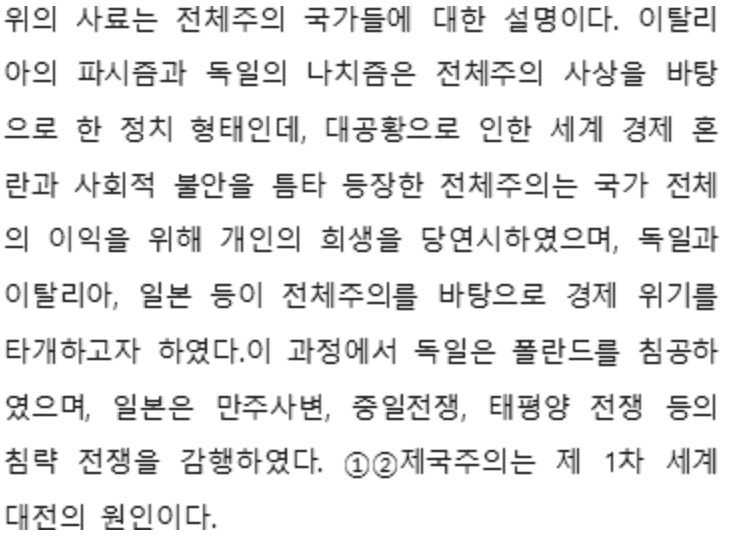 위의 사료는 전체주의 국가들에 대한 설명이다. 이탈리
아의 파시즘과 독일의 나치즘은 전체주의 사상을 바탕
으로 한 정치 형태인데, 대공황으로 인한 세계 경제 혼
란과 사회적 불안을 틈타 등장한 전체주의는 국가 전체
의 이익을 위해 개인의 희생을 당연시하였으며, 독일과
이탈리아, 일본 등이 전체주의를 바탕으로 경제 위기를
타개하고자 하였다.이 과정에서 독일은 폴란드를 침공하
였으며, 일본은 만주사변, 중일전쟁, 태평양 전쟁 등의
침략 전쟁을 감행하였다. ①②제국주의는 제 1차 세계
대전의 원인이다.